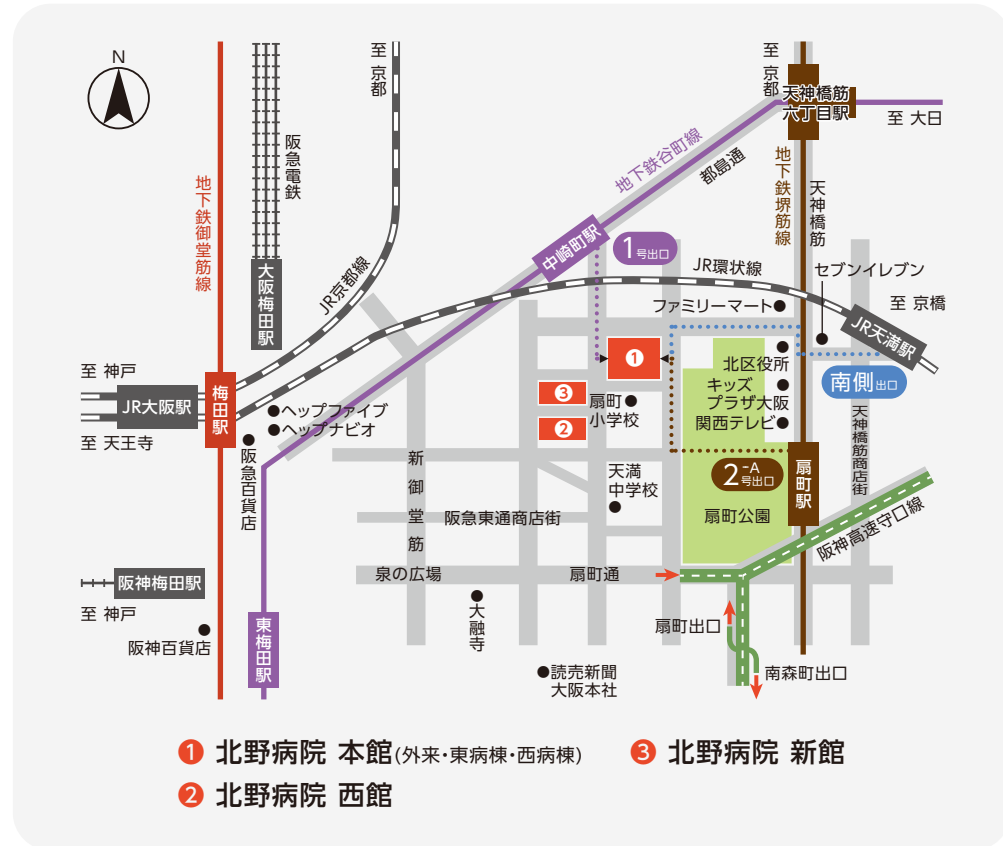 N
至 京都
至 京都
天神橋筋
六丁目駅
至 大日
阪急電鉄
地下鉄御堂筋線
地下鉄谷町線
都島通
地下鉄堺筋線
天神橋筋
中崎町駅
1号出口
大阪梅田駅
JR京都線
JR環状線
セブンイレブン
ファミリーマート
至 京橋
JR天満駅
至 神戸
JR大阪駅
梅田駅
至 天王寺
ヘップファイブ
ヘップナビオ
阪急百貨店
1
3
2
扇町
小学校
北区役所
キッズ
プラザ大阪
関西テレビ
南側出口
天神橋筋商店街
新御堂筋
天満
中学校
2-A号出口
扇町駅
阪急東通商店街
扇町公園
阪神高速守口線
泉の広場
扇町通
阪神梅田駅
至 神戸
阪神百貨店
東梅田駅
大融寺
扇町出口
南森町出口
読売新聞
大阪本社
1 北野病院 本館(外来・東病棟・西病棟)
3 北野病院 新館
2 北野病院 西館